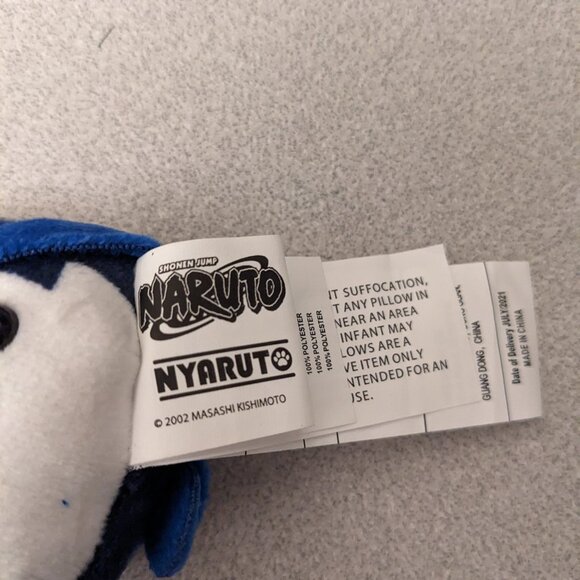 SHONEN JUMP
NARUTO
NYARUTO
© 2002 MASASHI KISHIMOTO
100% POLYESTER
100% POLYESTER
100% POLYESTER
T SUFFOCATION,
T ANY PILLOW IN
NEAR AN AREA
INFANT MAY
LOWS ARE A
VE ITEM ONLY
NTENDED FOR AN
USE.
GUANG DONG, CHINA
Date of Delivery JULY/2021
MADE IN CHINA